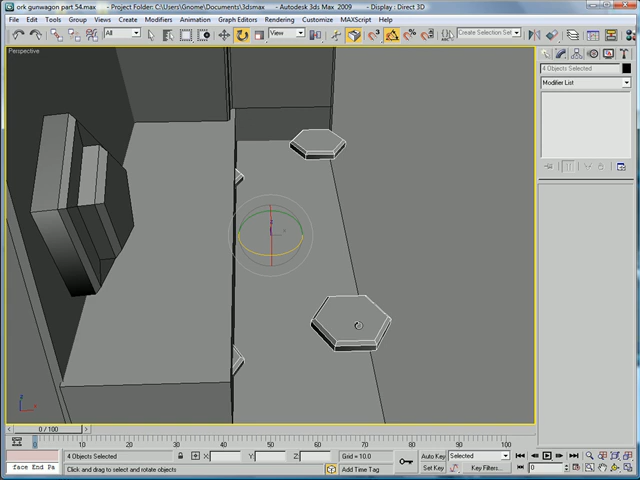 ork gunwagon part 54.max - Project Folder: C:\Users\Gnome\Documents\3dsmax - Autodesk 3ds Max 2009 - Display : Direct 3D
File Edit Tools Group Views Create Modifiers Animation Graph Editors Rendering Customize MAXScript Help
All View Create Selection Set
Perspective
4 Objects Selected
Modifier List
0 / 100
0 10 20 30 40 50 60 70 80 90 100
4 Objects Selected X: Y: Z: Grid = 10.0 Auto Key Selected
face End Pa Click and drag to select and rotate objects Add Time Tag Set Key Key Filters... 0